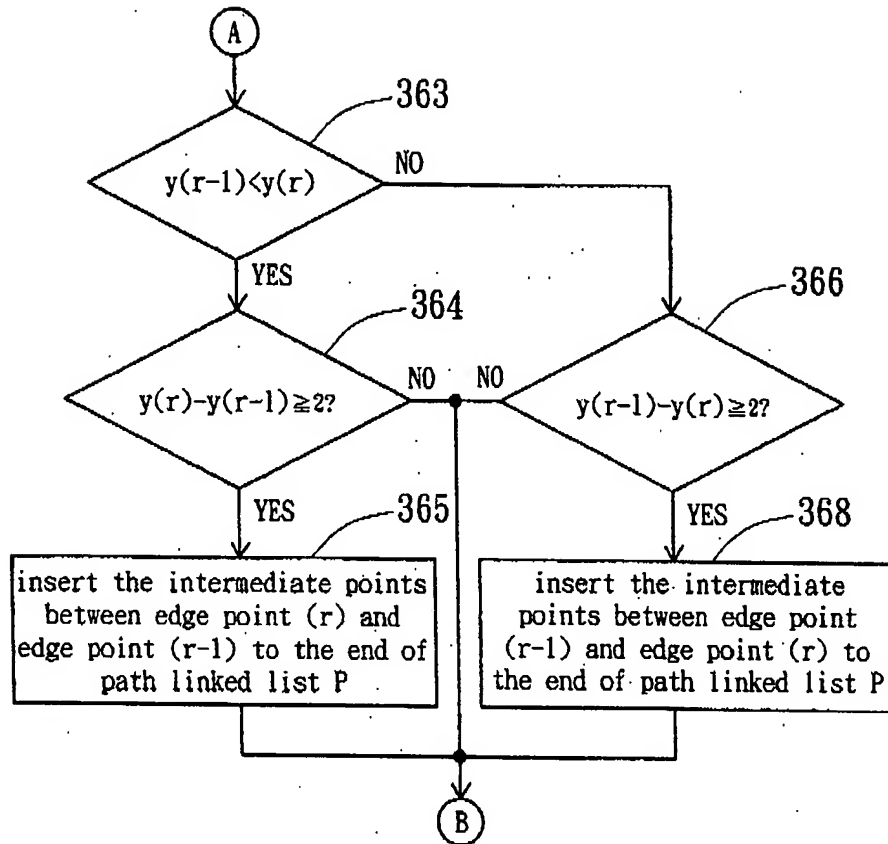 A
363
y(r-1)<y(r)
NO
YES
364
366
y(r)-y(r-1)≧2?
NO
NO
y(r-1)-y(r)≧2?
YES
365
YES
368
insert the intermediate points
between edge point (r) and
edge point (r-1) to the end of
path linked list P
insert the intermediate
points between edge point
(r-1) and edge point (r) to
the end of path linked list P
B